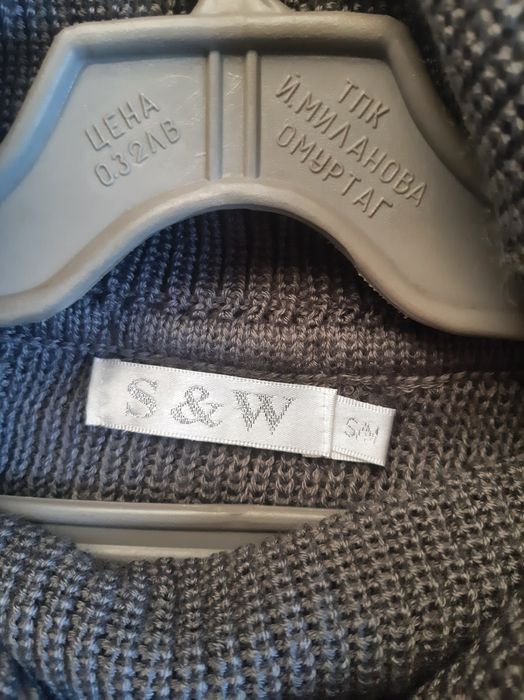 ЦЕНА
0.32ЛВ
ТПК
Й.МИЛАНОВА
ОМУРТАГ
S & W
S/M